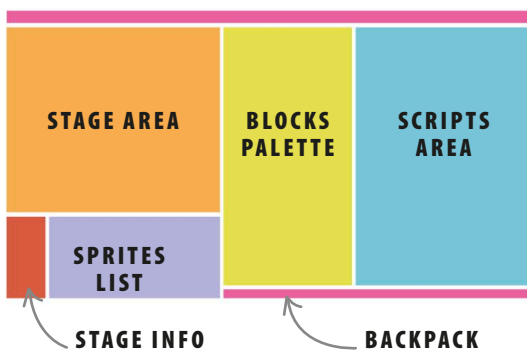 STAGE AREA
BLOCKS
PALETTE
SCRIPTS
AREA
SPRITES
LIST
STAGE INFO
BACKPACK